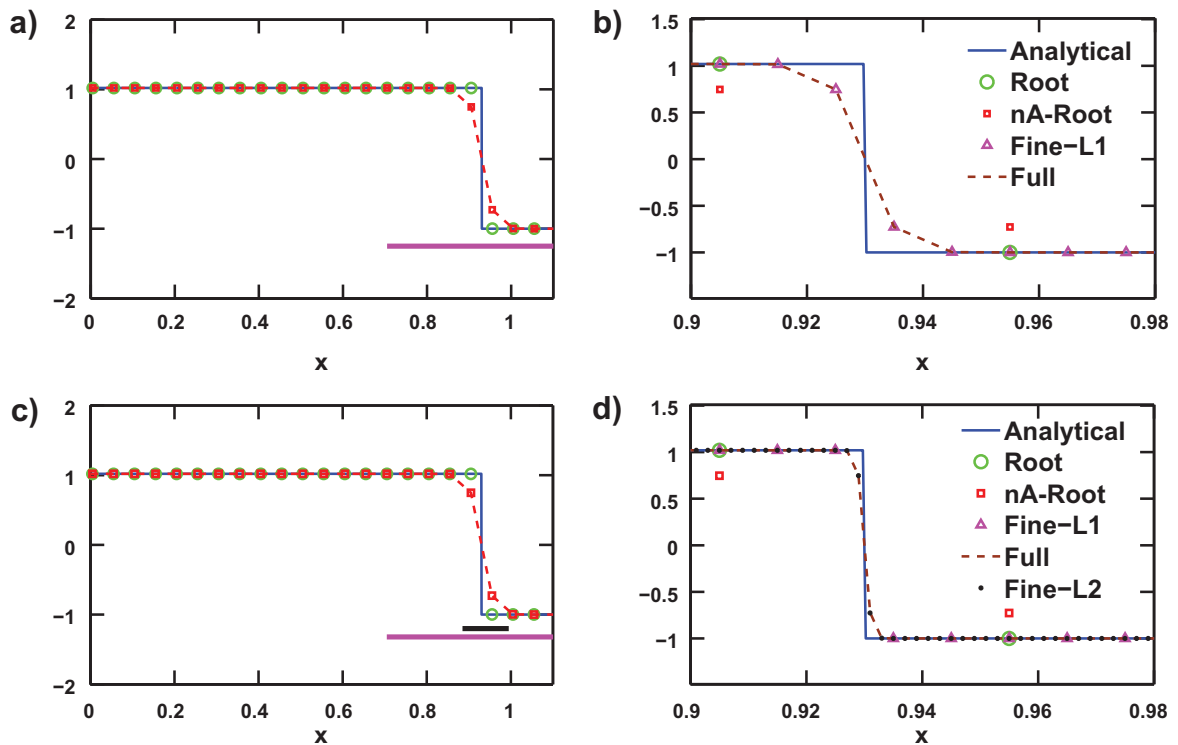 a)
2
1
0
−1
−2
0
0.2
0.4
0.6
0.8
1
x
b)
1.5
1
0.5
0
−0.5
−1
0.9
0.92
0.94
0.96
0.98
x
Analytical
Root
nA-Root
Fine−L1
Full
c)
2
1
0
−1
−2
0
0.2
0.4
0.6
0.8
1
x
d)
1.5
1
0.5
0
−0.5
−1
0.9
0.92
0.94
0.96
0.98
x
Analytical
Root
nA-Root
Fine−L1
Full
Fine−L2